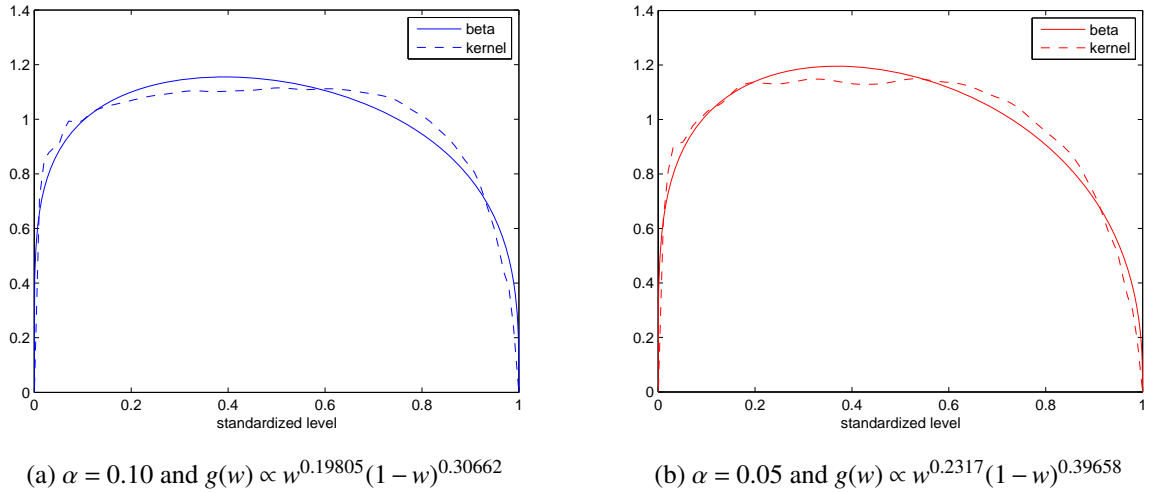 1.4
1.2
1
0.8
0.6
0.4
0.2
0
0 0.2 0.4 0.6 0.8 1
standardized level
beta
kernel
(a) α = 0.10 and g(w) ∝ w^0.19805(1 − w)^0.30662
1.4
1.2
1
0.8
0.6
0.4
0.2
0
0 0.2 0.4 0.6 0.8 1
standardized level
beta
kernel
(b) α = 0.05 and g(w) ∝ w^0.2317(1 − w)^0.39658